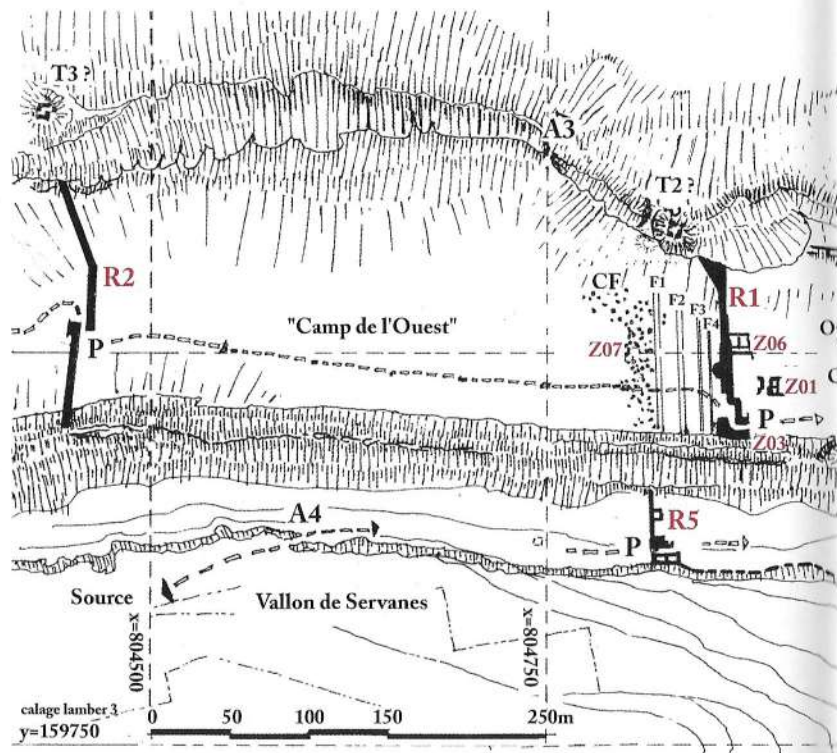 T3 ?
A3
T2 ?
R2
CF
F1
F2
F3
F4
R1
"Camp de l'Ouest"
P
Z07
Z06
Z01
P
Z03
A4
R5
P
Source
Vallon de Servanes
x=804500
x=804750
calage lamber 3
y=159750
0 50 100 150 250m